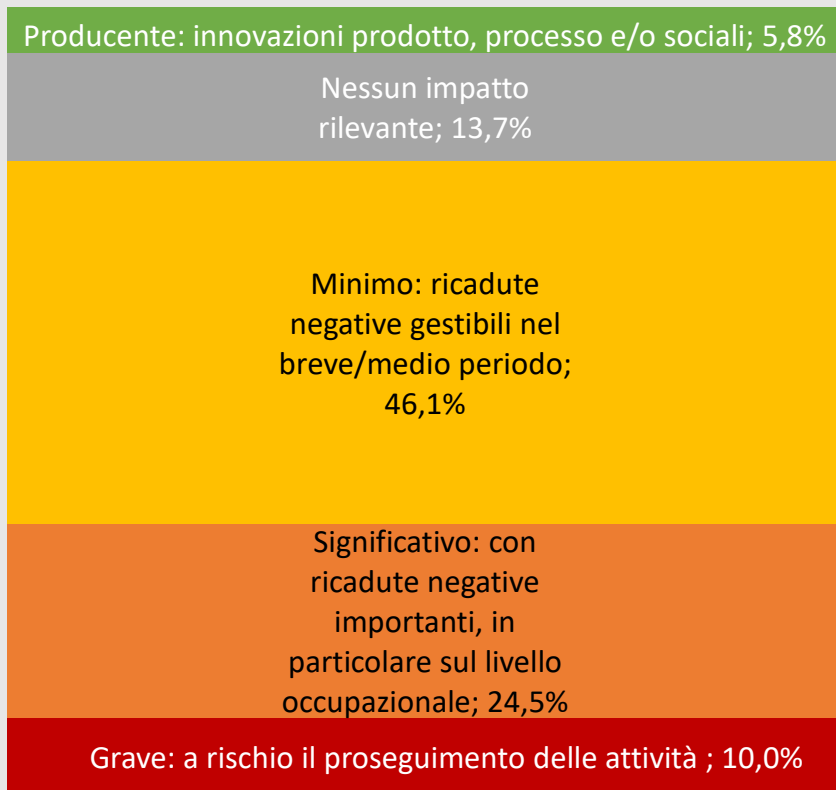 Producente: innovazioni prodotto, processo e/o sociali; 5,8%
Nessun impatto
rilevante; 13,7%
Minimo: ricadute
negative gestibili nel
breve/medio periodo;
46,1%
Significativo: con
ricadute negative
importanti, in
particolare sul livello
occupazionale; 24,5%
Grave: a rischio il proseguimento delle attività ; 10,0%